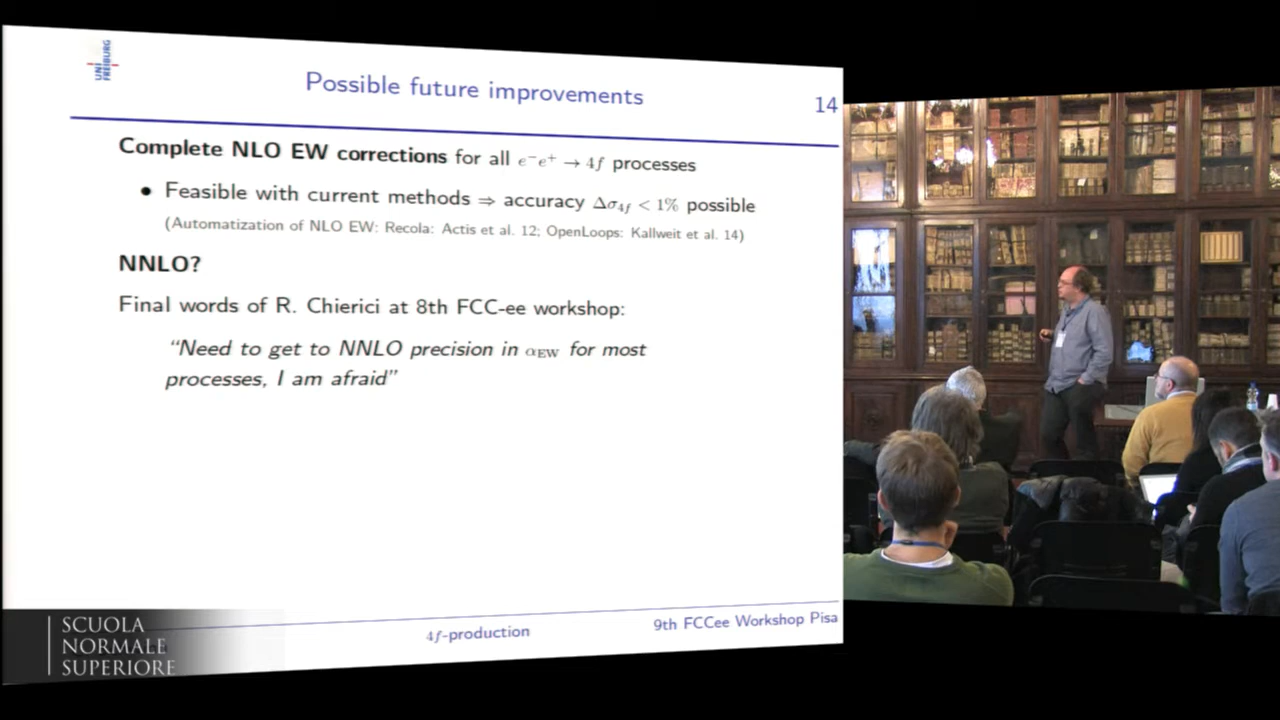 UNI
FREIBURG
Possible future improvements
14
Complete NLO EW corrections for all e⁻e⁺ → 4f processes
• Feasible with current methods ⇒ accuracy Δσ₄f < 1% possible
(Automatization of NLO EW: Recola: Actis et al. 12; OpenLoops: Kallweit et al. 14)
NNLO?
Final words of R. Chierici at 8th FCC-ee workshop:
“Need to get to NNLO precision in αEW for most
processes, I am afraid”
4f-production
9th FCCee Workshop Pisa
SCUOLA
NORMALE
SUPERIORE